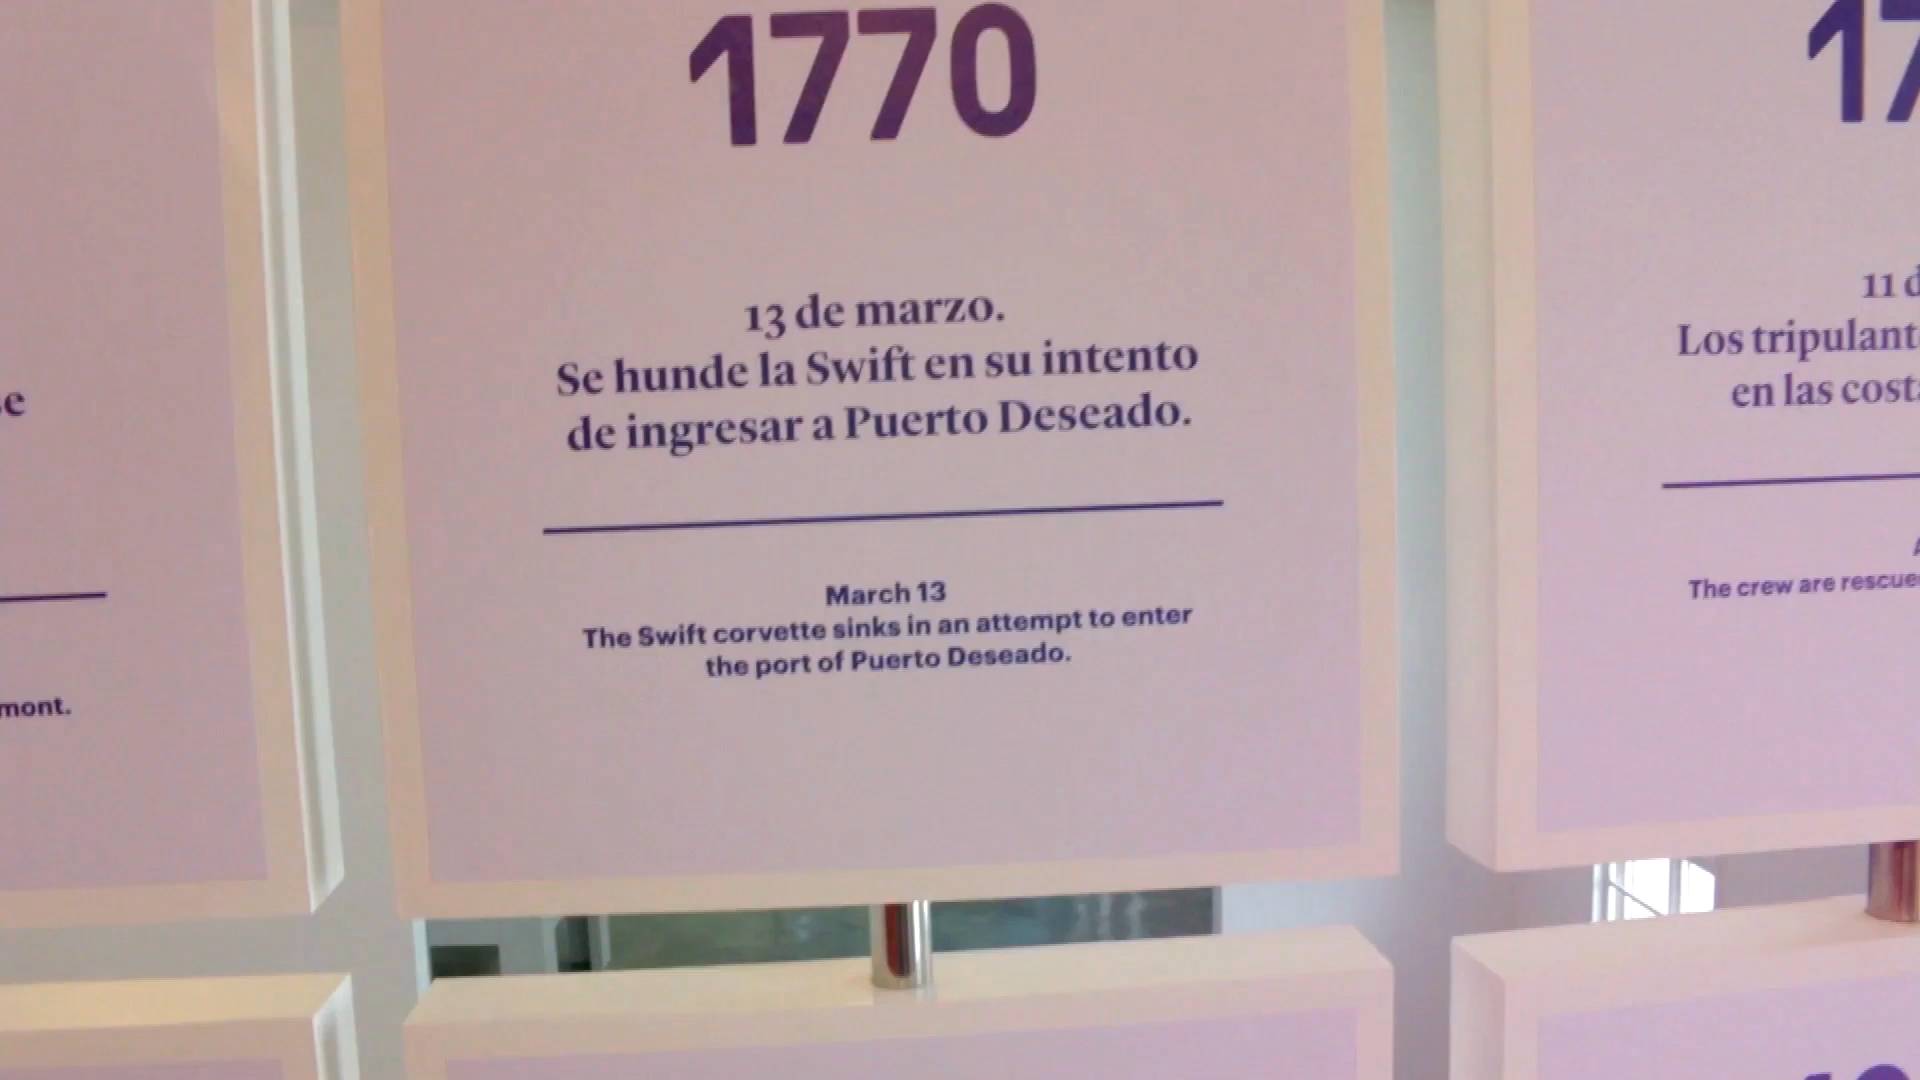 mont.
1770
13 de marzo.
Se hunde la Swift en su intento
de ingresar a Puerto Deseado.
March 13
The Swift corvette sinks in an attempt to enter
the port of Puerto Deseado.
17
11 d
Los tripulant
en las cost
The crew are rescue